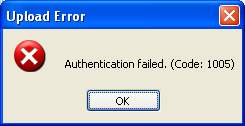 Upload Error
Authentication failed. (Code: 1005)
OK